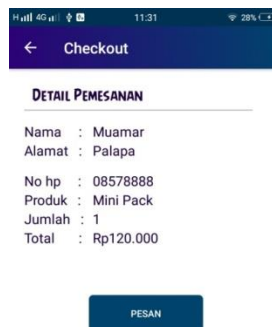 4G 11:31 28%
← Checkout
DETAIL PEMESANAN
Nama : Muamar
Alamat : Palapa
No hp : 08578888
Produk : Mini Pack
Jumlah : 1
Total : Rp120.000
PESAN